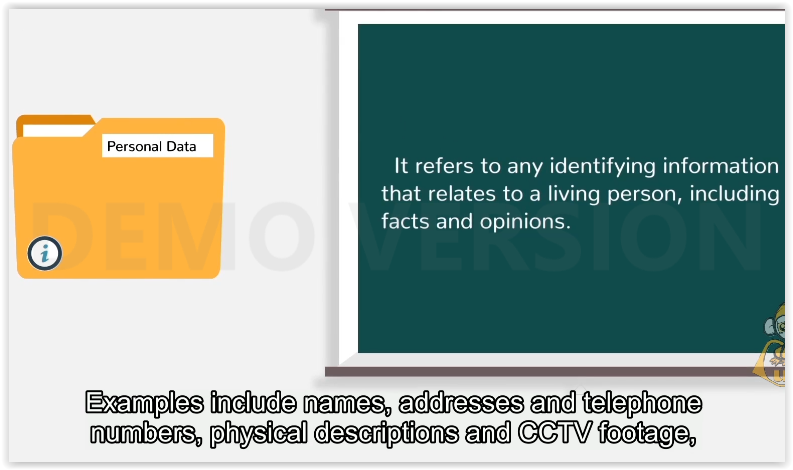 Personal Data
It refers to any identifying information
that relates to a living person, including
facts and opinions.
DEMO VERSION
i
Examples include names, addresses and telephone
numbers, physical descriptions and CCTV footage,